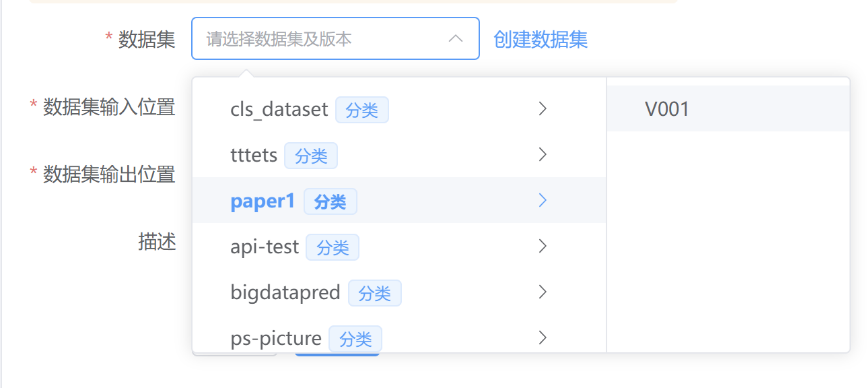 * 数据集 请选择数据集及版本 创建数据集
* 数据集输入位置
* 数据集输出位置
描述
cls_dataset 分类
tttets 分类
paper1 分类
api-test 分类
bigdatapred 分类
ps-picture 分类
V001